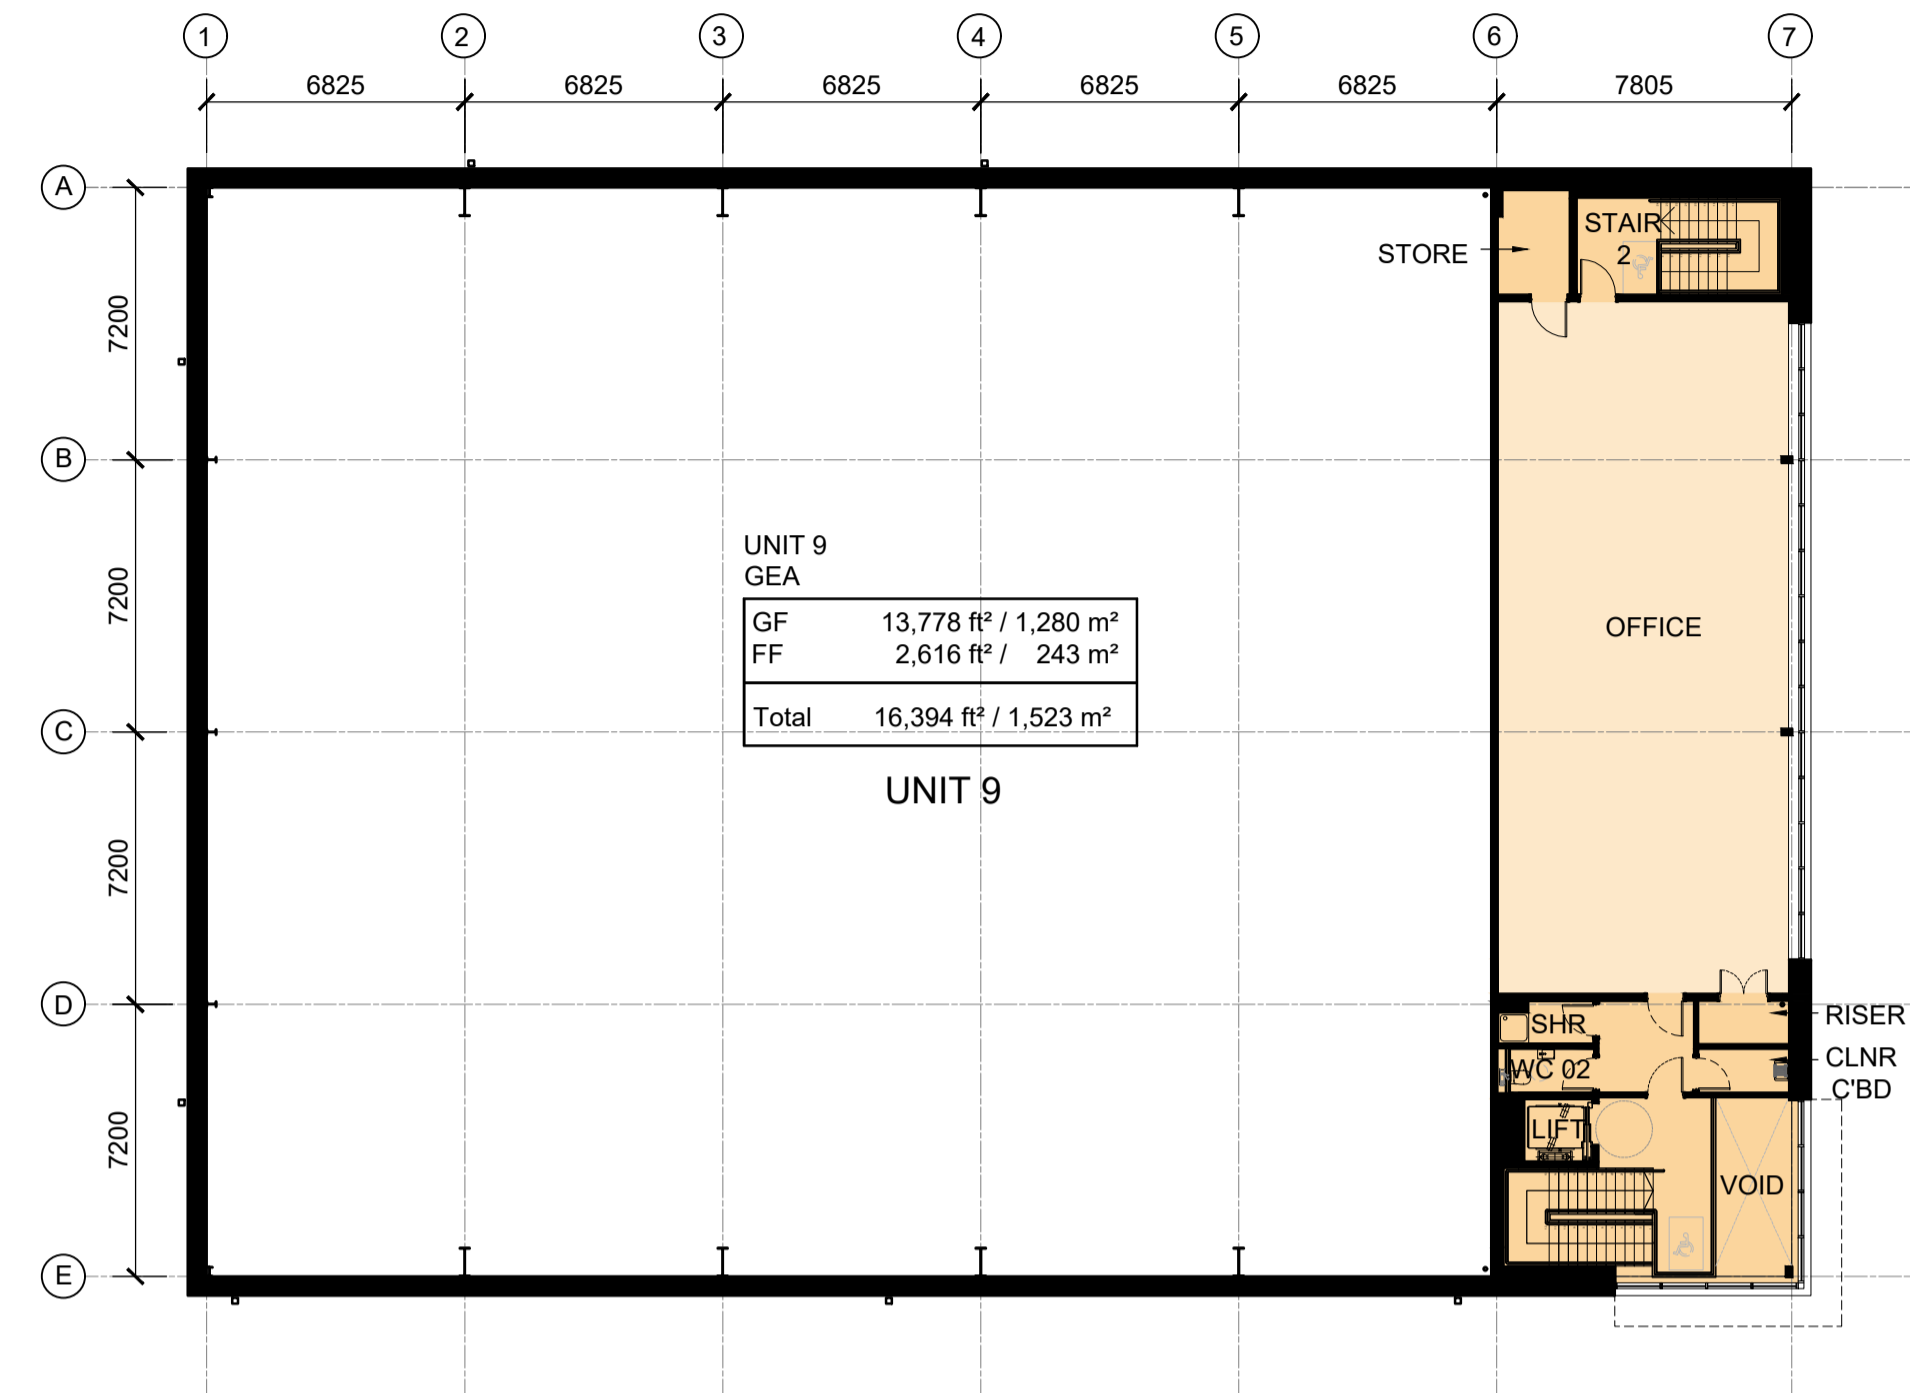 1 2 3 4 5 6 7
6825 6825 6825 6825 6825 7805
A
B
C
D
E
7200
7200
7200
7200
STORE
STAIR
2
OFFICE
UNIT 9
GEA
GF 13,778 ft² / 1,280 m²
FF 2,616 ft² / 243 m²
Total 16,394 ft² / 1,523 m²
UNIT 9
SHR
RISER
WC 02
CLNR
C'BD
LIFT
VOID